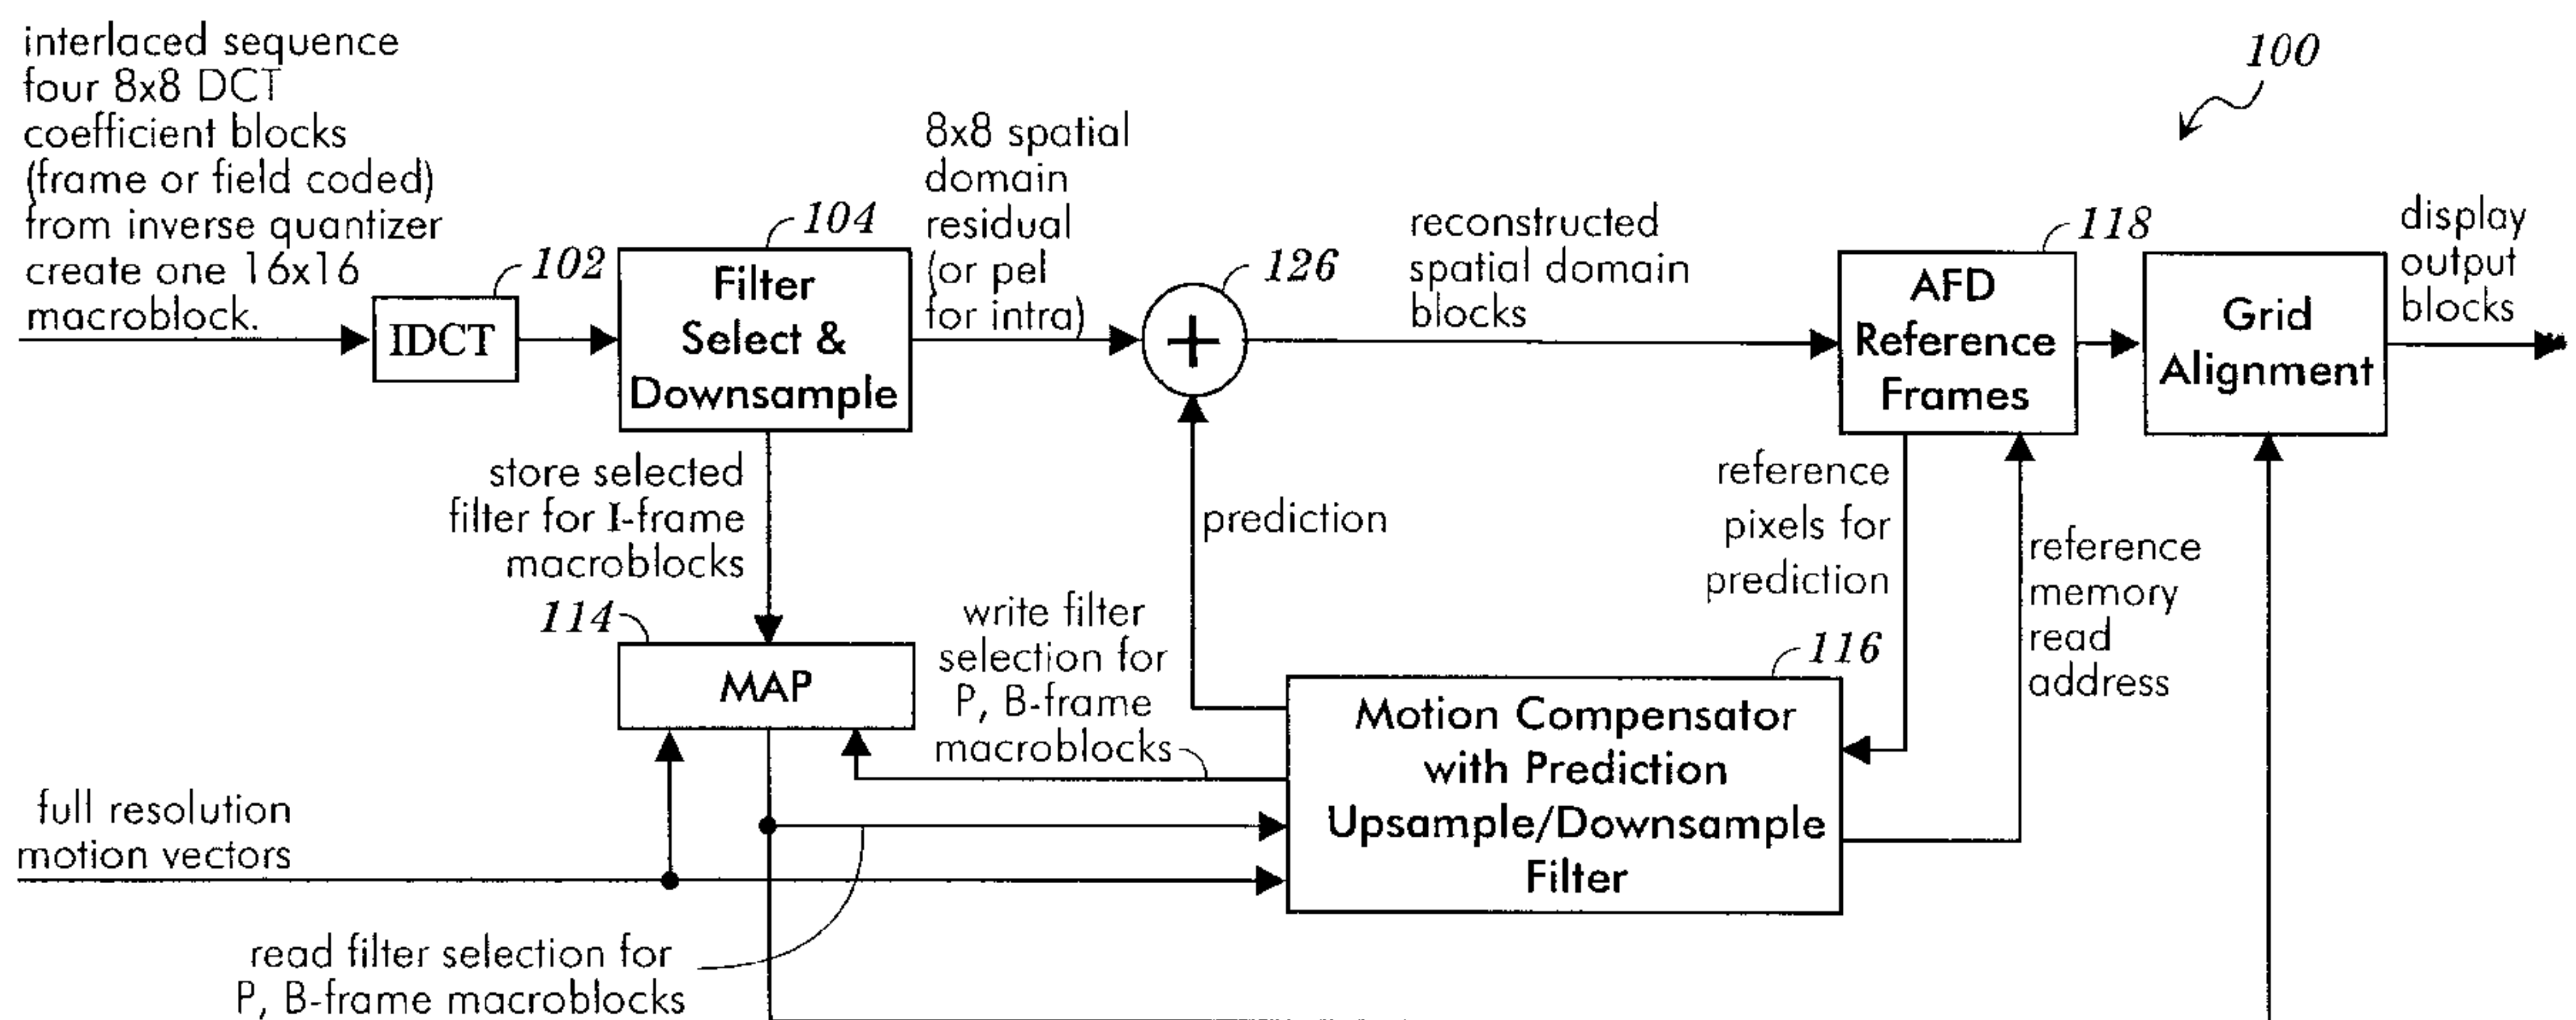 interlaced sequence
four 8x8 DCT
coefficient blocks
(frame or field coded)
from inverse quantizer
create one 16x16
macroblock.
102
IDCT
104
Filter
Select &
Downsample
8x8 spatial
domain
residual
(or pel
for intra)
126
+
reconstructed
spatial domain
blocks
100
118
AFD
Reference
Frames
Grid
Alignment
display
output
blocks
store selected
filter for I-frame
macroblocks
prediction
reference
pixels for
prediction
reference
memory
read
address
114
MAP
write filter
selection for
P, B-frame
macroblocks
116
Motion Compensator
with Prediction
Upsample/Downsample
Filter
full resolution
motion vectors
read filter selection for
P, B-frame macroblocks